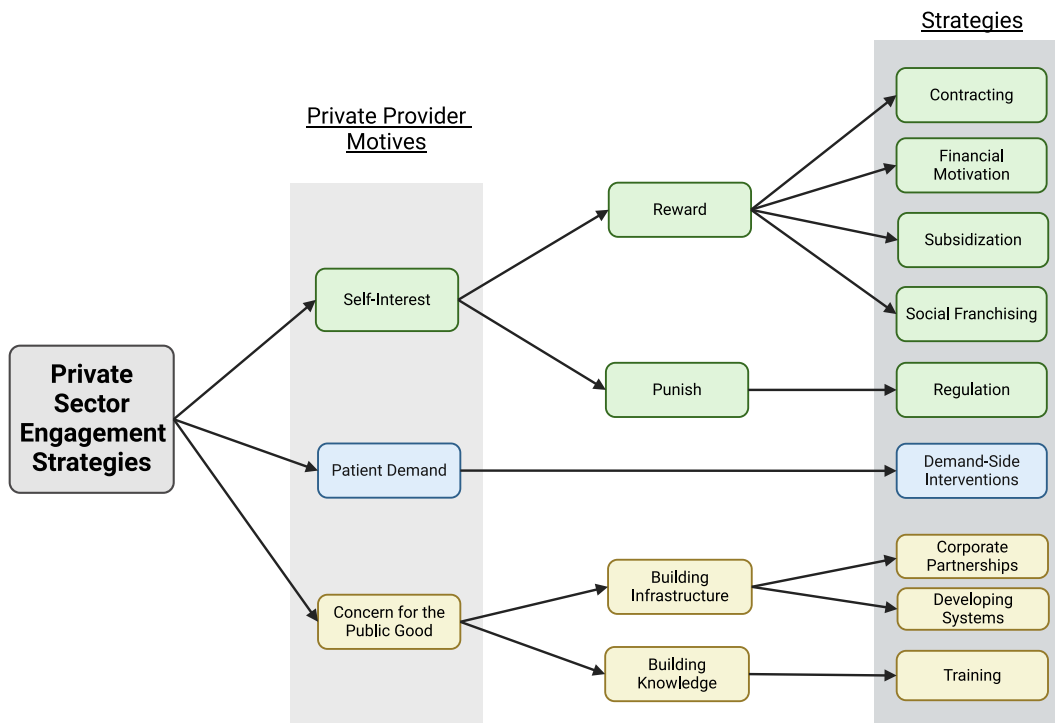 Strategies
Private Provider
Motives
Private
Sector
Engagement
Strategies
Self-Interest
Reward
Contracting
Financial
Motivation
Subsidization
Social Franchising
Punish
Regulation
Patient Demand
Demand-Side
Interventions
Concern for the
Public Good
Building
Infrastructure
Corporate
Partnerships
Developing
Systems
Building
Knowledge
Training